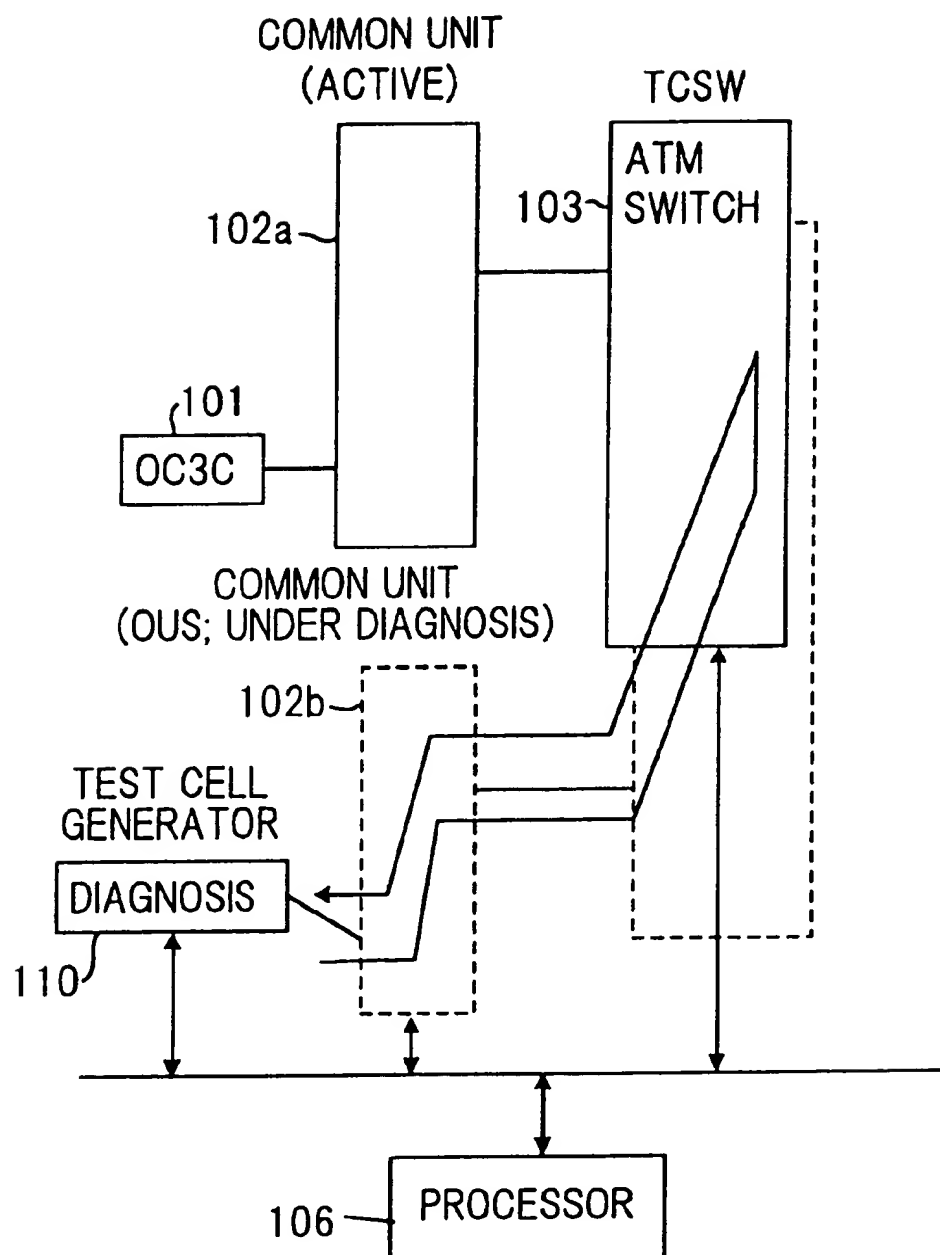 COMMON UNIT
(ACTIVE)
TCSW
ATM
SWITCH
103
102a
101
OC3C
COMMON UNIT
(OUS; UNDER DIAGNOSIS)
102b
TEST CELL
GENERATOR
DIAGNOSIS
110
PROCESSOR
106